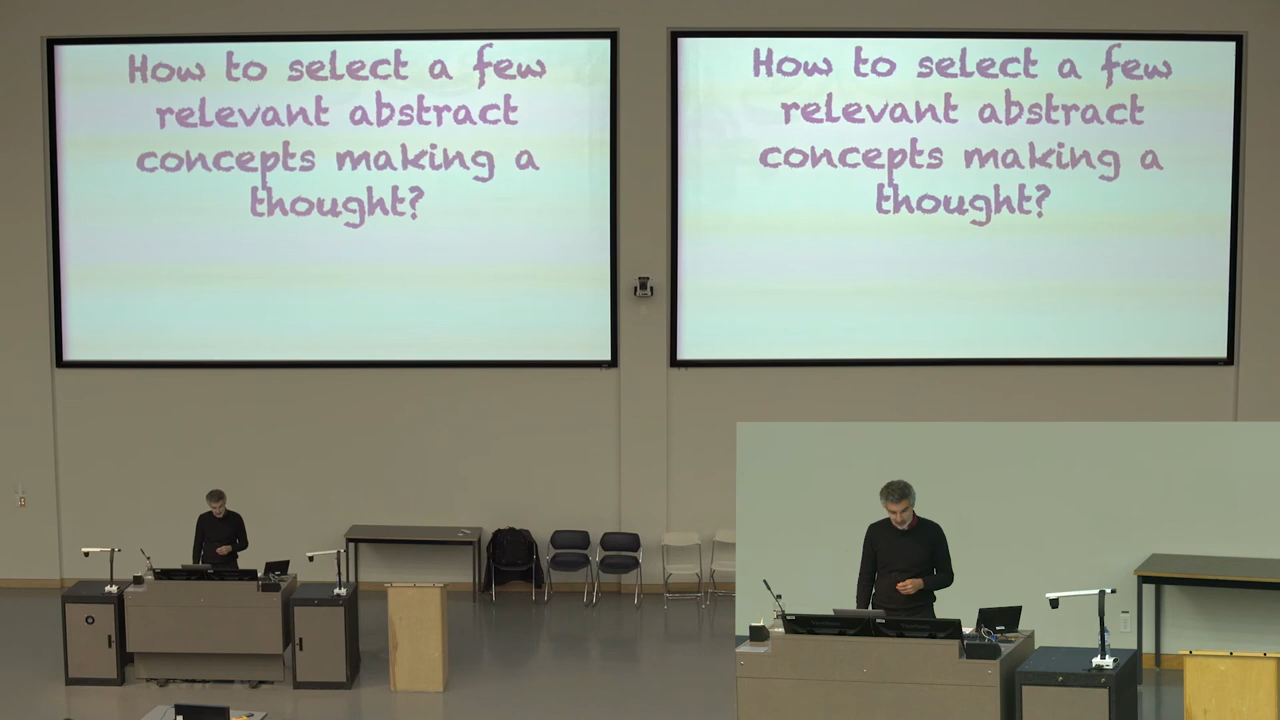 How to select a few
relevant abstract
concepts making a
thought?
How to select a few
relevant abstract
concepts making a
thought?